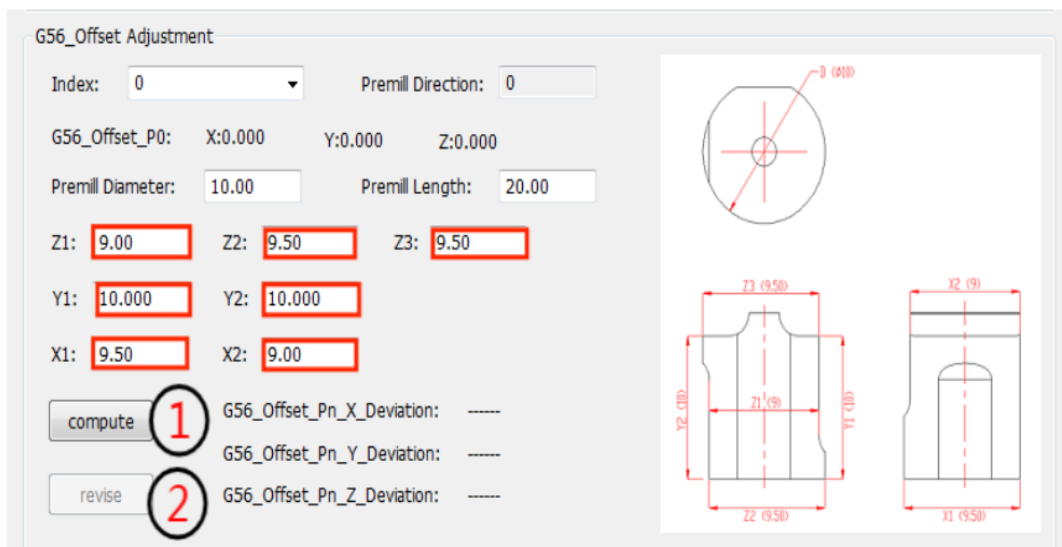 G56_Offset Adjustment
Index: 0 Premill Direction: 0
G56_Offset_P0: X:0.000 Y:0.000 Z:0.000
Premill Diameter: 10.00 Premill Length: 20.00
Z1: 9.00 Z2: 9.50 Z3: 9.50
Y1: 10.000 Y2: 10.000
X1: 9.50 X2: 9.00
compute 1 G56_Offset_Pn_X_Deviation: ------
G56_Offset_Pn_Y_Deviation: ------
revise 2 G56_Offset_Pn_Z_Deviation: ------
D (Ø10)
Z3 (9.50) X2 (9)
Y2 (10) Z1 (9) Y1 (10)
Z2 (9.50) X1 (9.50)